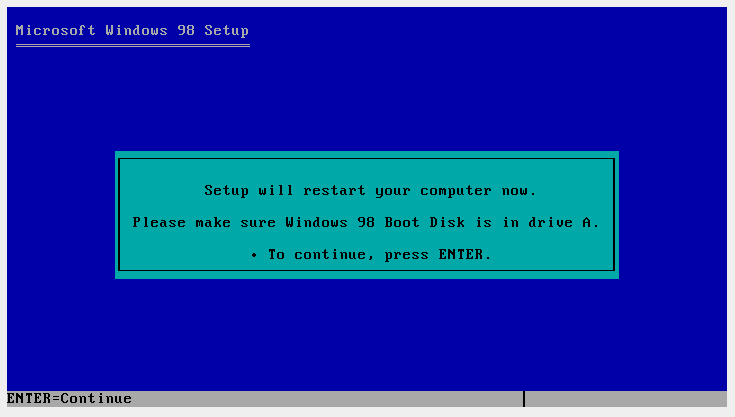 Microsoft Windows 98 Setup
Setup will restart your computer now.
Please make sure Windows 98 Boot Disk is in drive A.
• To continue, press ENTER.
ENTER=Continue